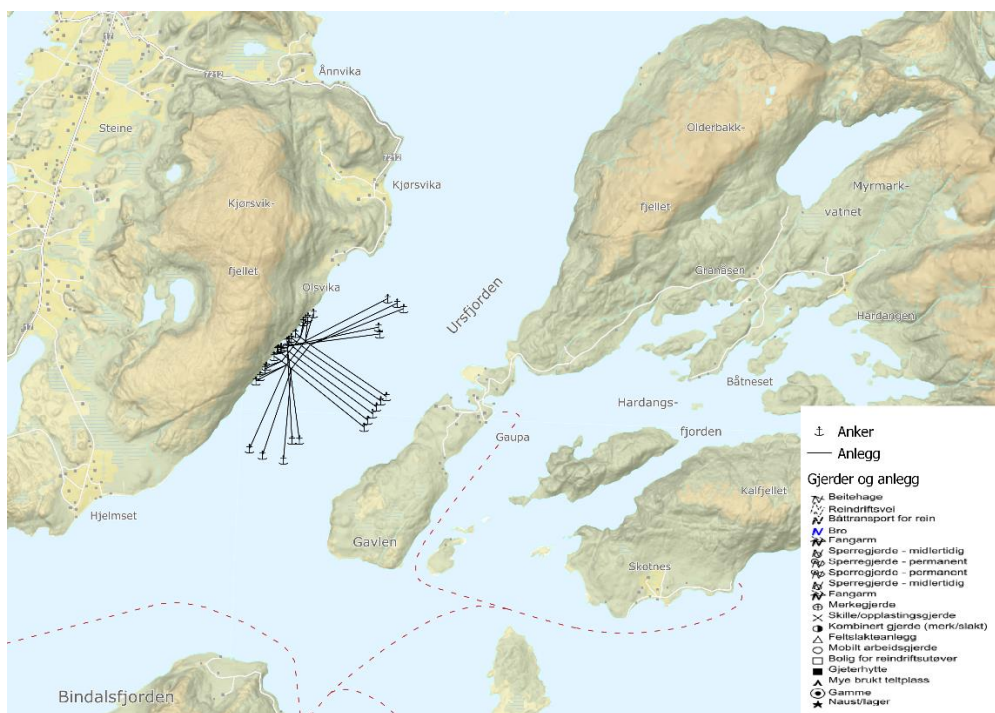 Ånnvika
7212
Steine
Olderbakk-
7212
Kjørsvika
Myrmark-
Kjørsvik-
fjellet
vatnet
fjellet
Granåsen
Olsvika
Ursfjorden
Hardangen
Båtneset
Hardangs-
fjorden
Gaupa
Kalfjellet
Hjelmset
Gavlen
Skotnes
Bindalsfjorden
Anker
Anlegg
Gjerder og anlegg
Beitehage
Reindriftsvei
Båttransport for rein
Bro
Fangarm
Sperregjerde - midlertidig
Sperregjerde - permanent
Sperregjerde - permanent
Sperregjerde - midlertidig
Fangarm
Merkegjerde
Skille/opplastingsgjerde
Kombinert gjerde (merk/slakt)
Feltslakteanlegg
Mobilt arbeidsgjerde
Bolig for reindriftsutøver
Gjeterhytte
Mye brukt teltplass
Gamme
Naust/lager